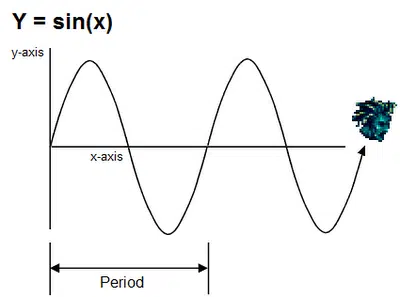 Y = sin(x)
y-axis
x-axis
Period